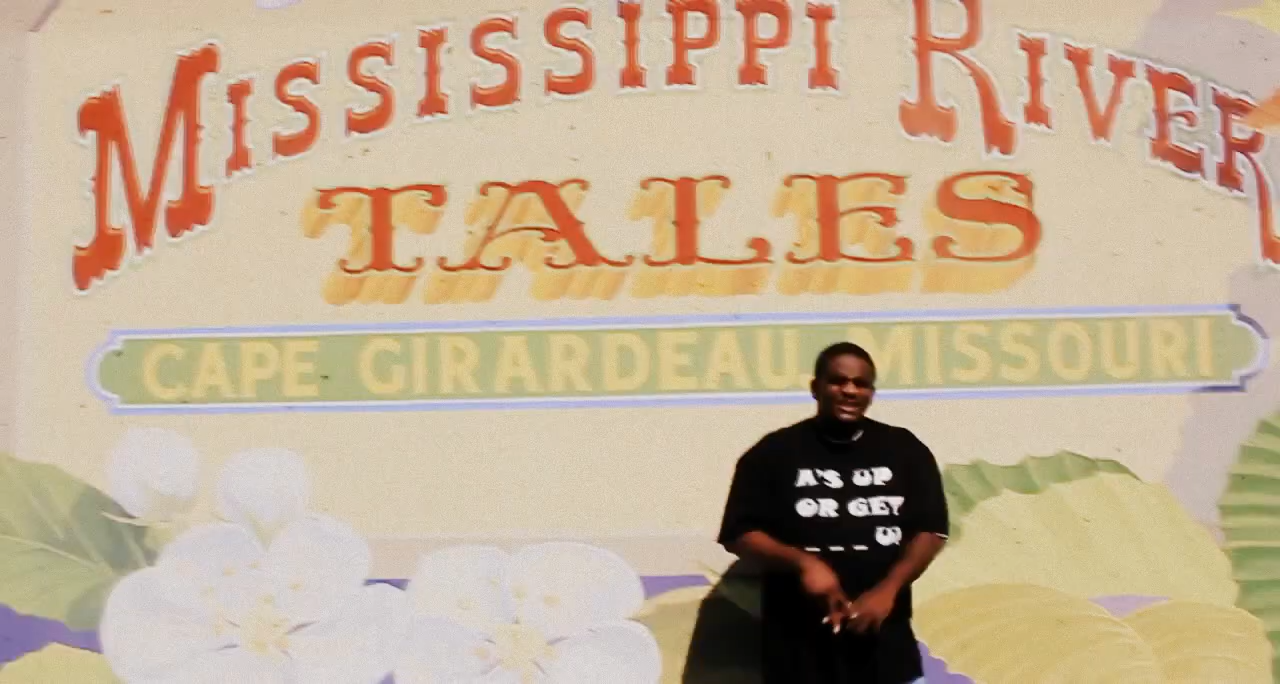 MISSISSIPPI RIVER
TALES
CAPE GIRARDEAU MISSOURI
A'S UP
OR GET
_ _ _